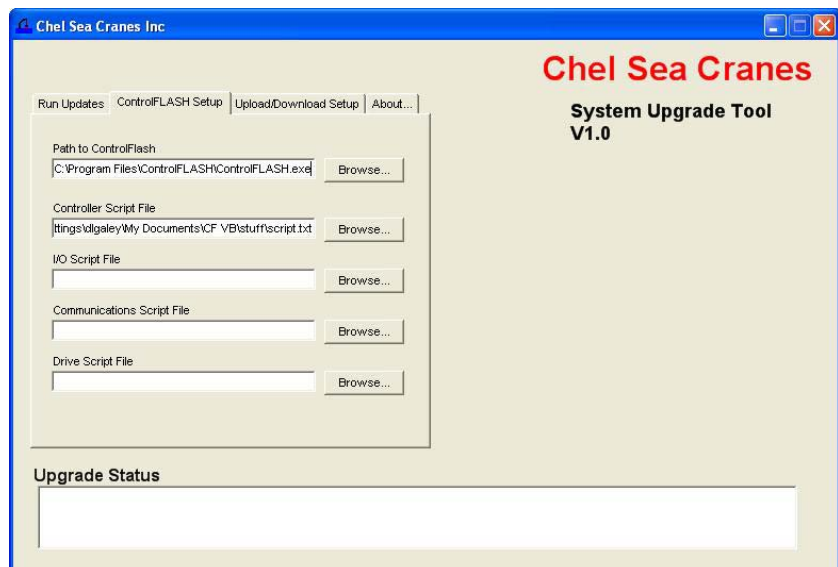 Chel Sea Cranes Inc
Chel Sea Cranes
System Upgrade Tool
V1.0
Run Updates ControlFLASH Setup Upload/Download Setup About...
Path to ControlFlash
C:\Program Files\ControlFLASH\ControlFLASH.exe Browse...
Controller Script File
ttings\dlgaley\My Documents\CF VB\stuff\script.txt Browse...
I/O Script File
Browse...
Communications Script File
Browse...
Drive Script File
Browse...
Upgrade Status